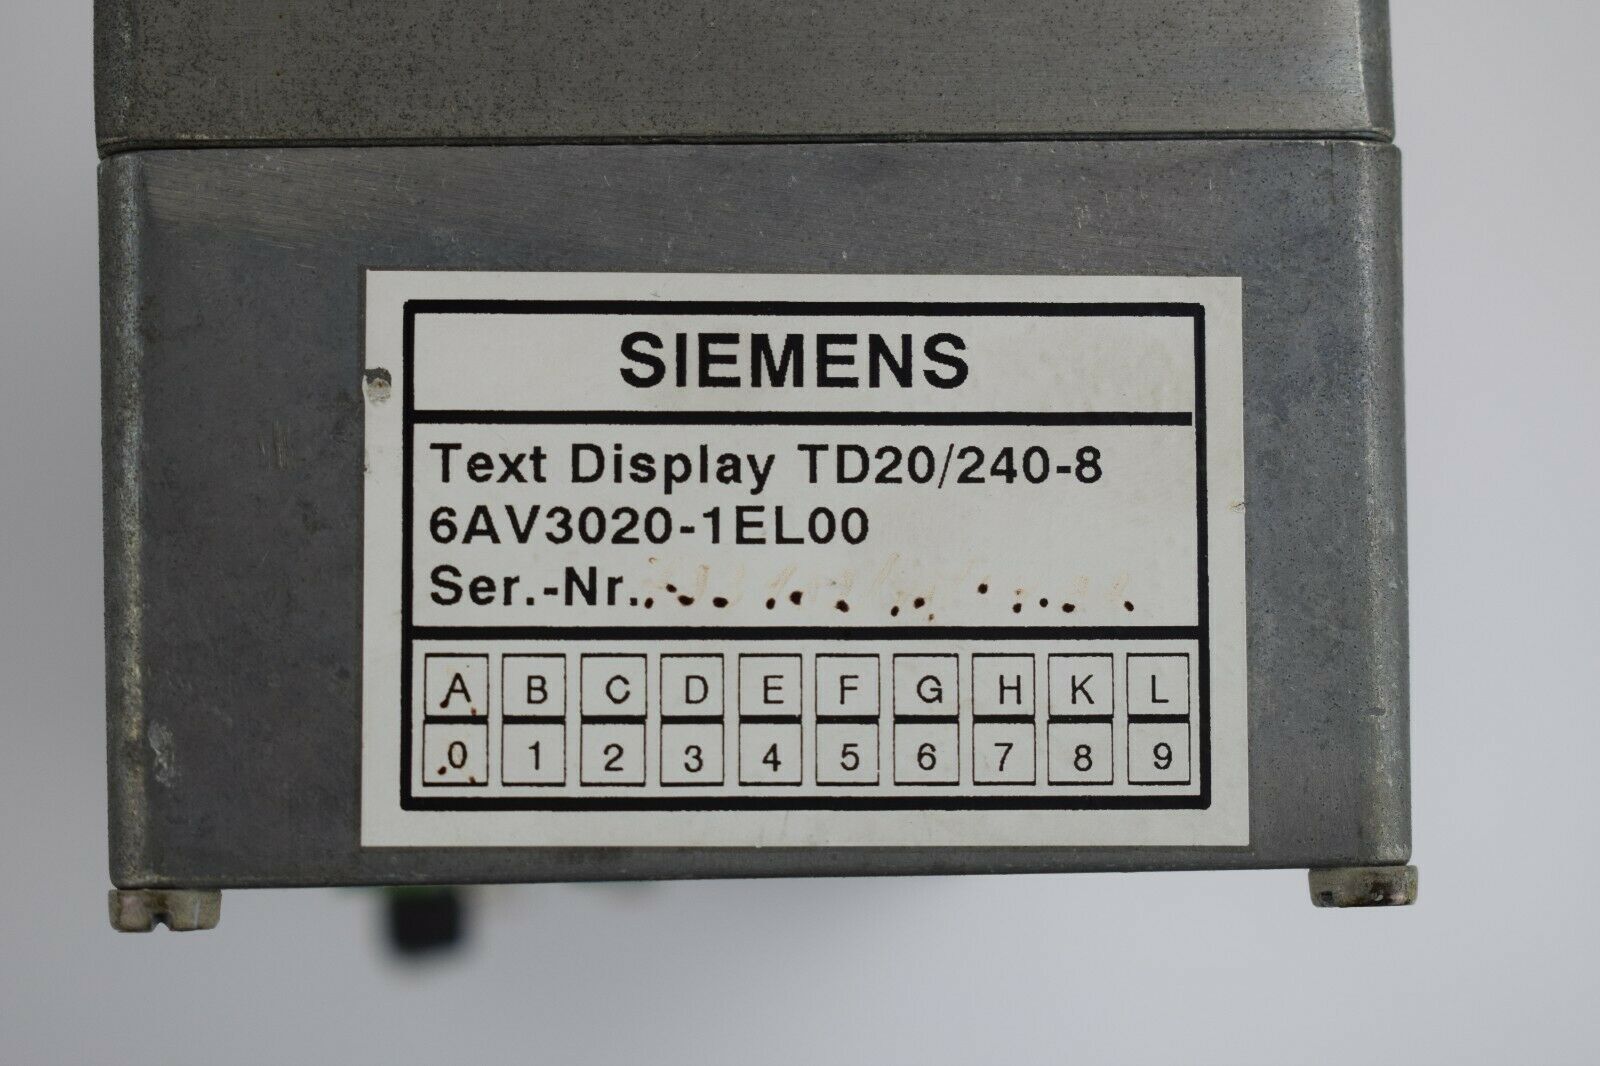 SIEMENS
Text Display TD20/240-8
6AV3020-1EL00
Ser.-Nr.
A B C D E F G H K L
0 1 2 3 4 5 6 7 8 9